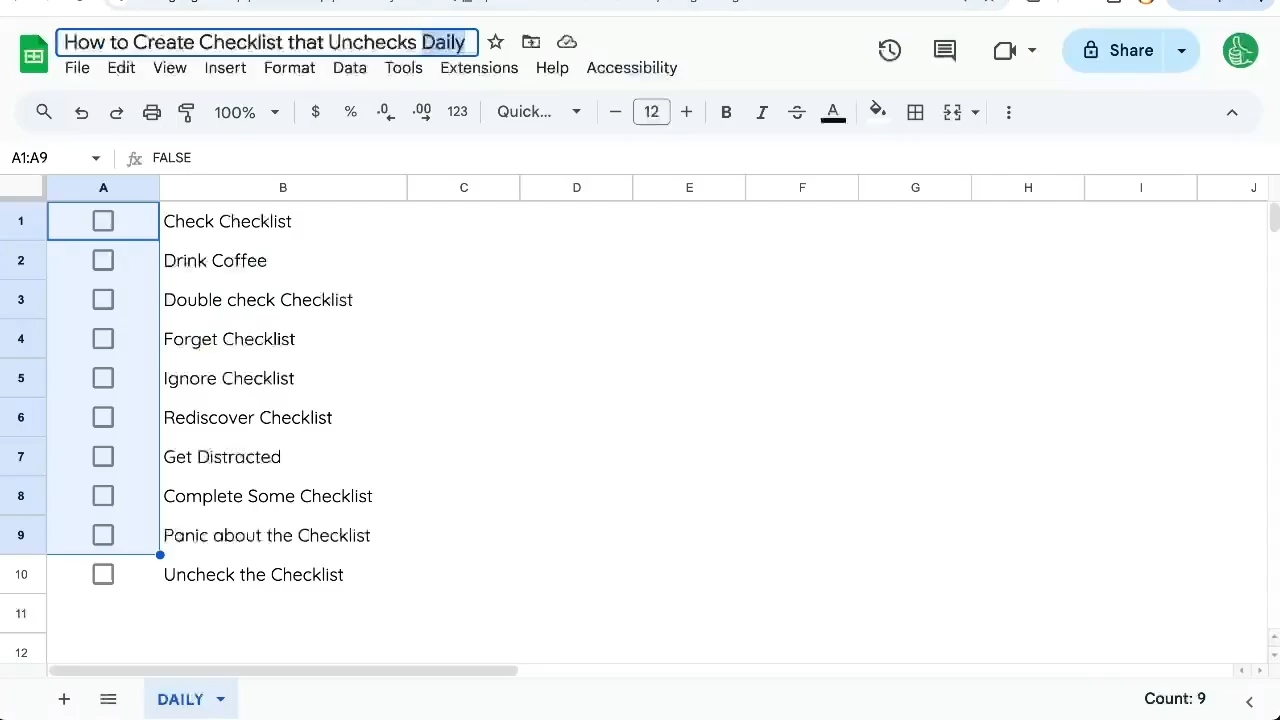 How to Create Checklist that Unchecks Daily
File Edit View Insert Format Data Tools Extensions Help Accessibility
Share
100% $ % .0 .00 123 Quick... 12 B I A
A1:A9 fx FALSE
A B C D E F G H I J
1 Check Checklist
2 Drink Coffee
3 Double check Checklist
4 Forget Checklist
5 Ignore Checklist
6 Rediscover Checklist
7 Get Distracted
8 Complete Some Checklist
9 Panic about the Checklist
10 Uncheck the Checklist
11
12
DAILY Count: 9